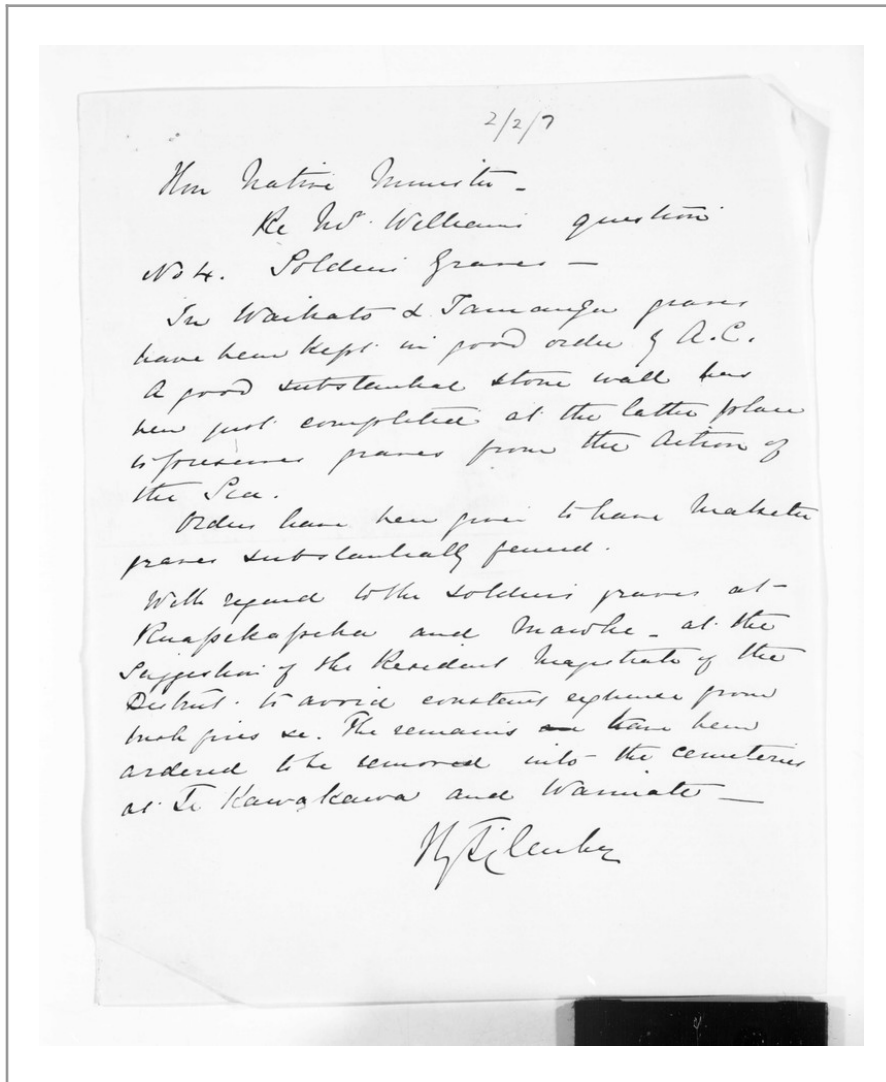 2/2/7
Hon Native Minister -
Re Mr. Williams question
No 4. Soldiers Graves -
In Waikato & Tauranga graves
have been kept in good order by A.C.
A good substantial stone wall has
been just completed at the latter place
to preserve graves from the Action of
the Sea.
Orders have been given to have Maketu
graves substantially fenced.
With regard to the soldiers graves at
Ruapekapeka and Mawhe - at the
Suggestion of the Resident Magistrate of the
District. to avoid constant expense from
bush fires &c. The remains have been
ordered to be removed into the cemeteries
at Te Kawakawa and Waimate -